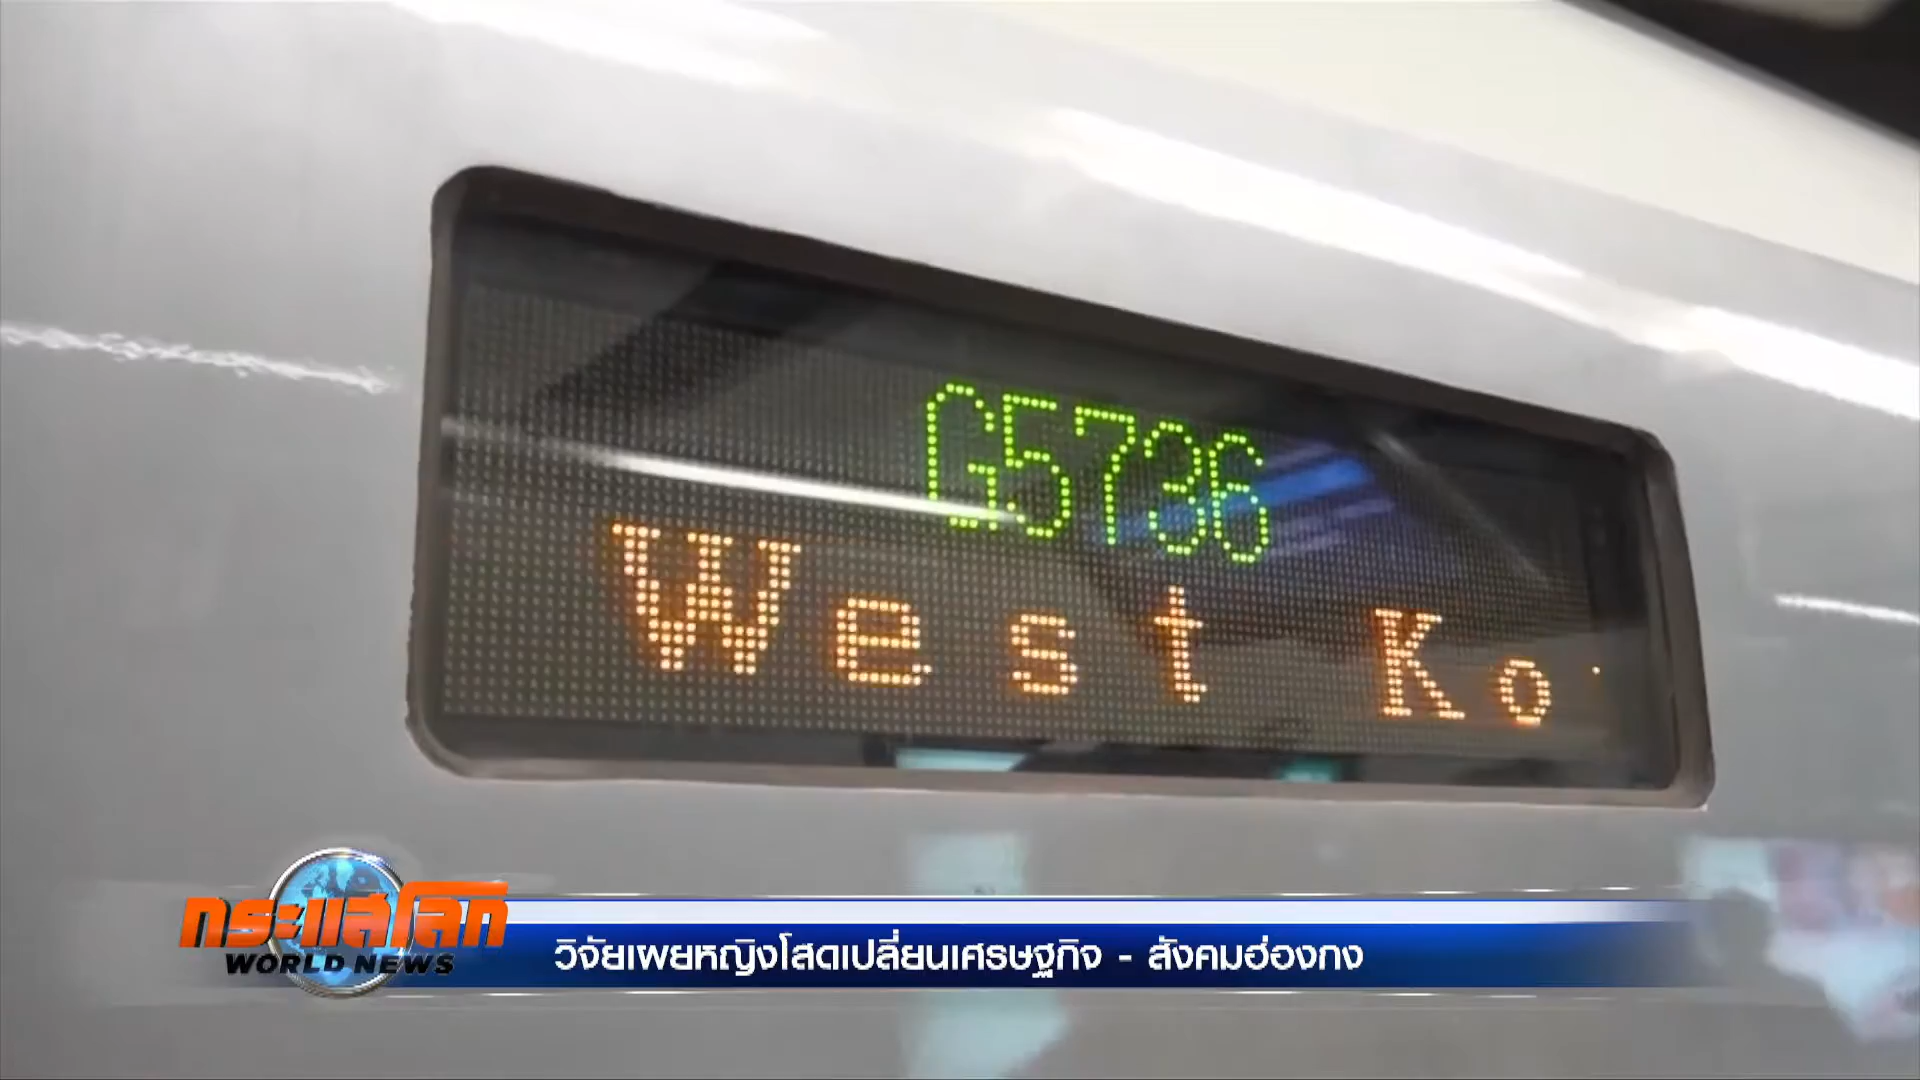 G5736
West Ko
กระแสโลก
WORLD NEWS
วิจัยเผยหญิงโสดเปลี่ยนเศรษฐกิจ - สังคมฮ่องกง